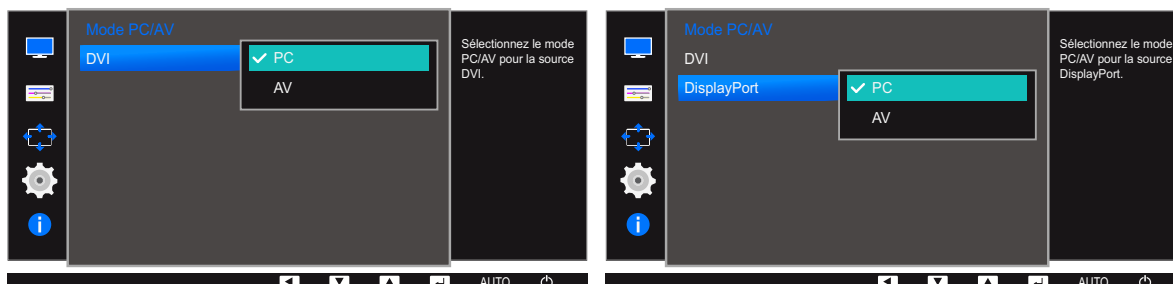 Mode PC/AV
DVI
PC
AV
Sélectionnez le mode
PC/AV pour la source
DVI.
AUTO
Mode PC/AV
DVI
DisplayPort
PC
AV
Sélectionnez le mode
PC/AV pour la source
DisplayPort.
AUTO